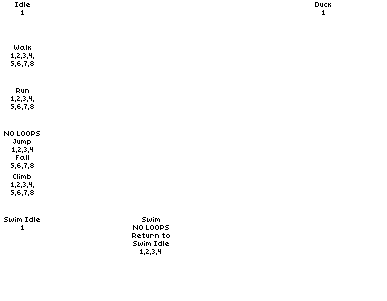 Idle
1
Duck
1
Walk
1,2,3,4,
5,6,7,8
Run
1,2,3,4,
5,6,7,8
NO LOOPS
Jump
1,2,3,4
Fall
5,6,7,8
Climb
1,2,3,4,
5,6,7,8
Swim Idle
1
Swim
NO LOOPS
Return to
Swim Idle
1,2,3,4